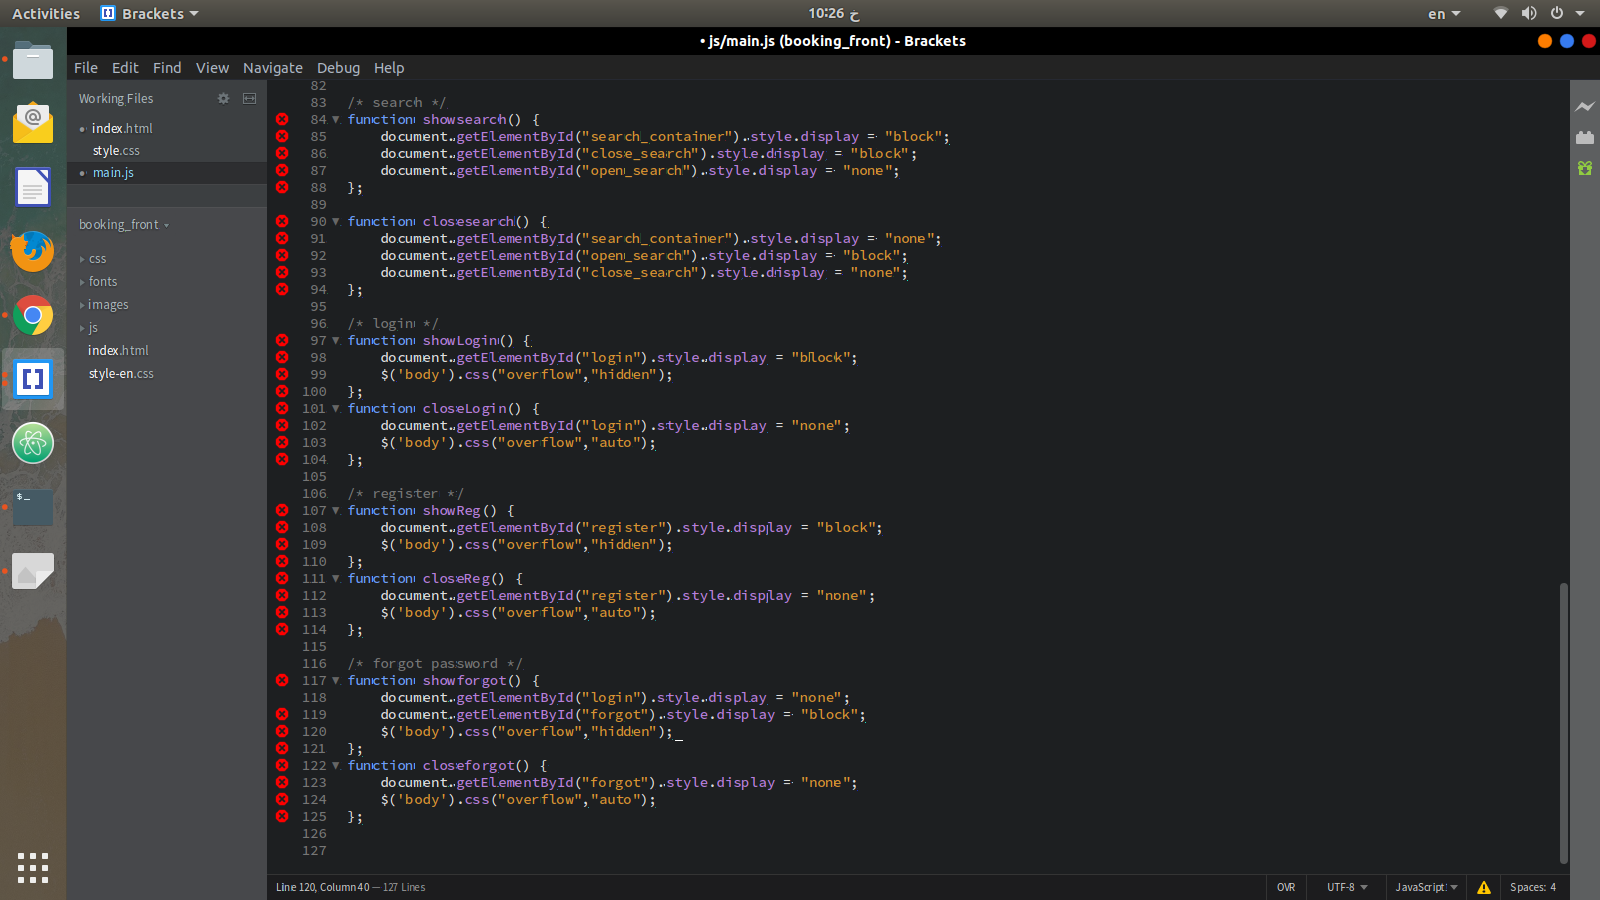 Activities Brackets 10:26 خ en
• js/main.js (booking_front) - Brackets
File Edit Find View Navigate Debug Help
Working Files
index.html
style.css
main.js
booking_front
css
fonts
images
js
index.html
style-en.css
82
83 /* search */
84 function showsearch() {
85 document.getElementById("search_container").style.display = "block";
86 document.getElementById("close_search").style.display = "block";
87 document.getElementById("open_search").style.display = "none";
88 };
89
90 function closesearch() {
91 document.getElementById("search_container").style.display = "none";
92 document.getElementById("open_search").style.display = "block";
93 document.getElementById("close_search").style.display = "none";
94 };
95
96 /* login */
97 function showLogin() {
98 document.getElementById("login").style.display = "block";
99 $('body').css("overflow","hidden");
100 };
101 function closeLogin() {
102 document.getElementById("login").style.display = "none";
103 $('body').css("overflow","auto");
104 };
105
106 /* register */
107 function showReg() {
108 document.getElementById("register").style.display = "block";
109 $('body').css("overflow","hidden");
110 };
111 function closeReg() {
112 document.getElementById("register").style.display = "none";
113 $('body').css("overflow","auto");
114 };
115
116 /* forgot password */
117 function showforgot() {
118 document.getElementById("login").style.display = "none";
119 document.getElementById("forgot").style.display = "block";
120 $('body').css("overflow","hidden");
121 };
122 function closeforgot() {
123 document.getElementById("forgot").style.display = "none";
124 $('body').css("overflow","auto");
125 };
126
127
Line 120, Column 40 — 127 Lines OVR UTF-8 JavaScript Spaces: 4